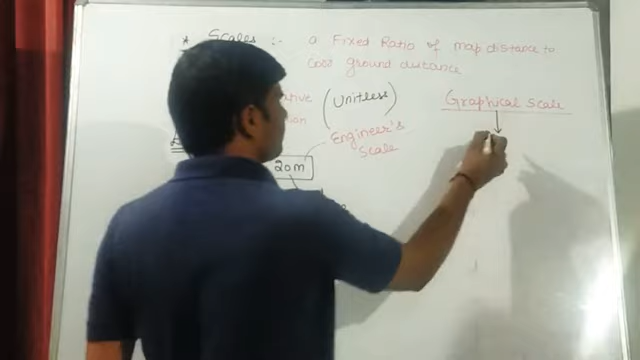 * Scales :- a Fixed Ratio of map distance to
ground distance
(Unitless)
Graphical Scale
Engineer's
Scale
20m